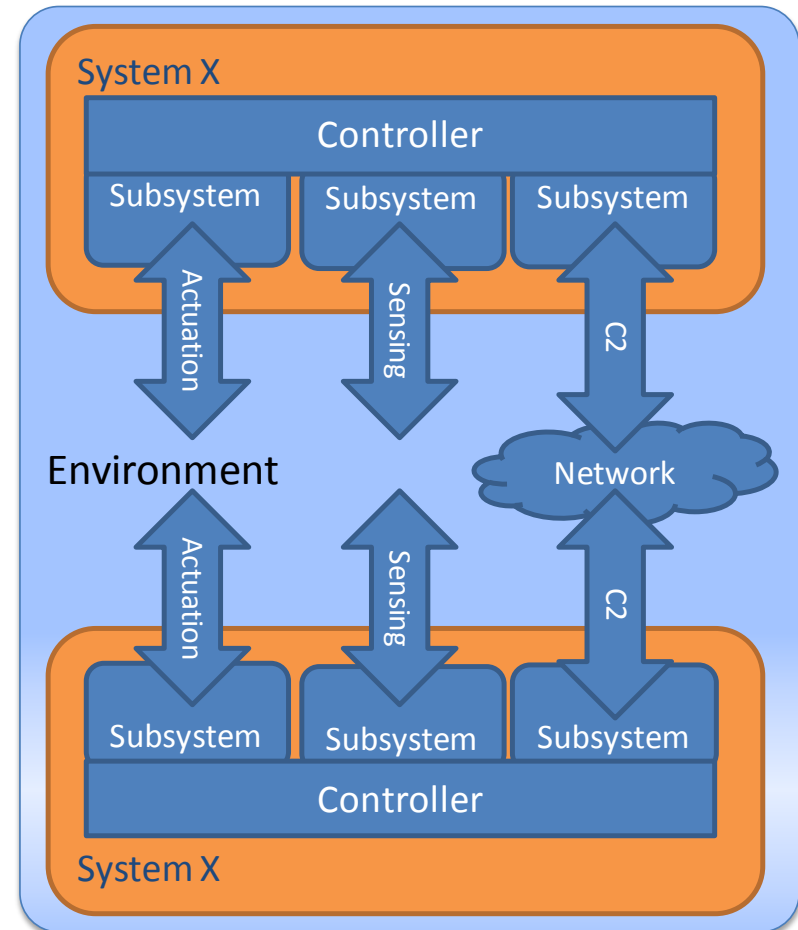 System X
Controller
Subsystem
Subsystem
Subsystem
Actuation
Sensing
C2
Environment
Network
Actuation
Sensing
C2
Subsystem
Subsystem
Subsystem
Controller
System X